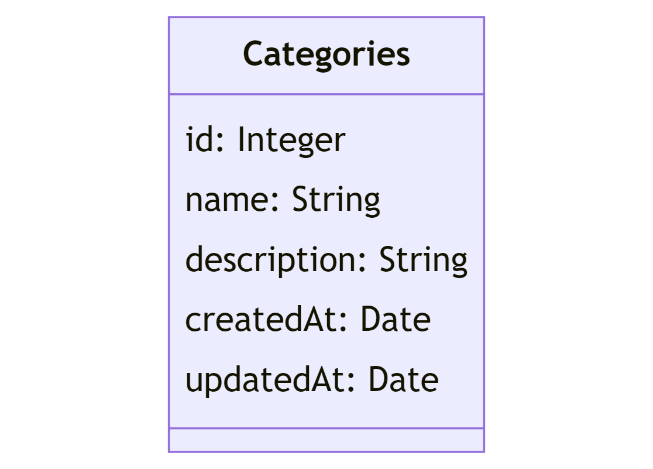 Categories
id: Integer
name: String
description: String
createdAt: Date
updatedAt: Date